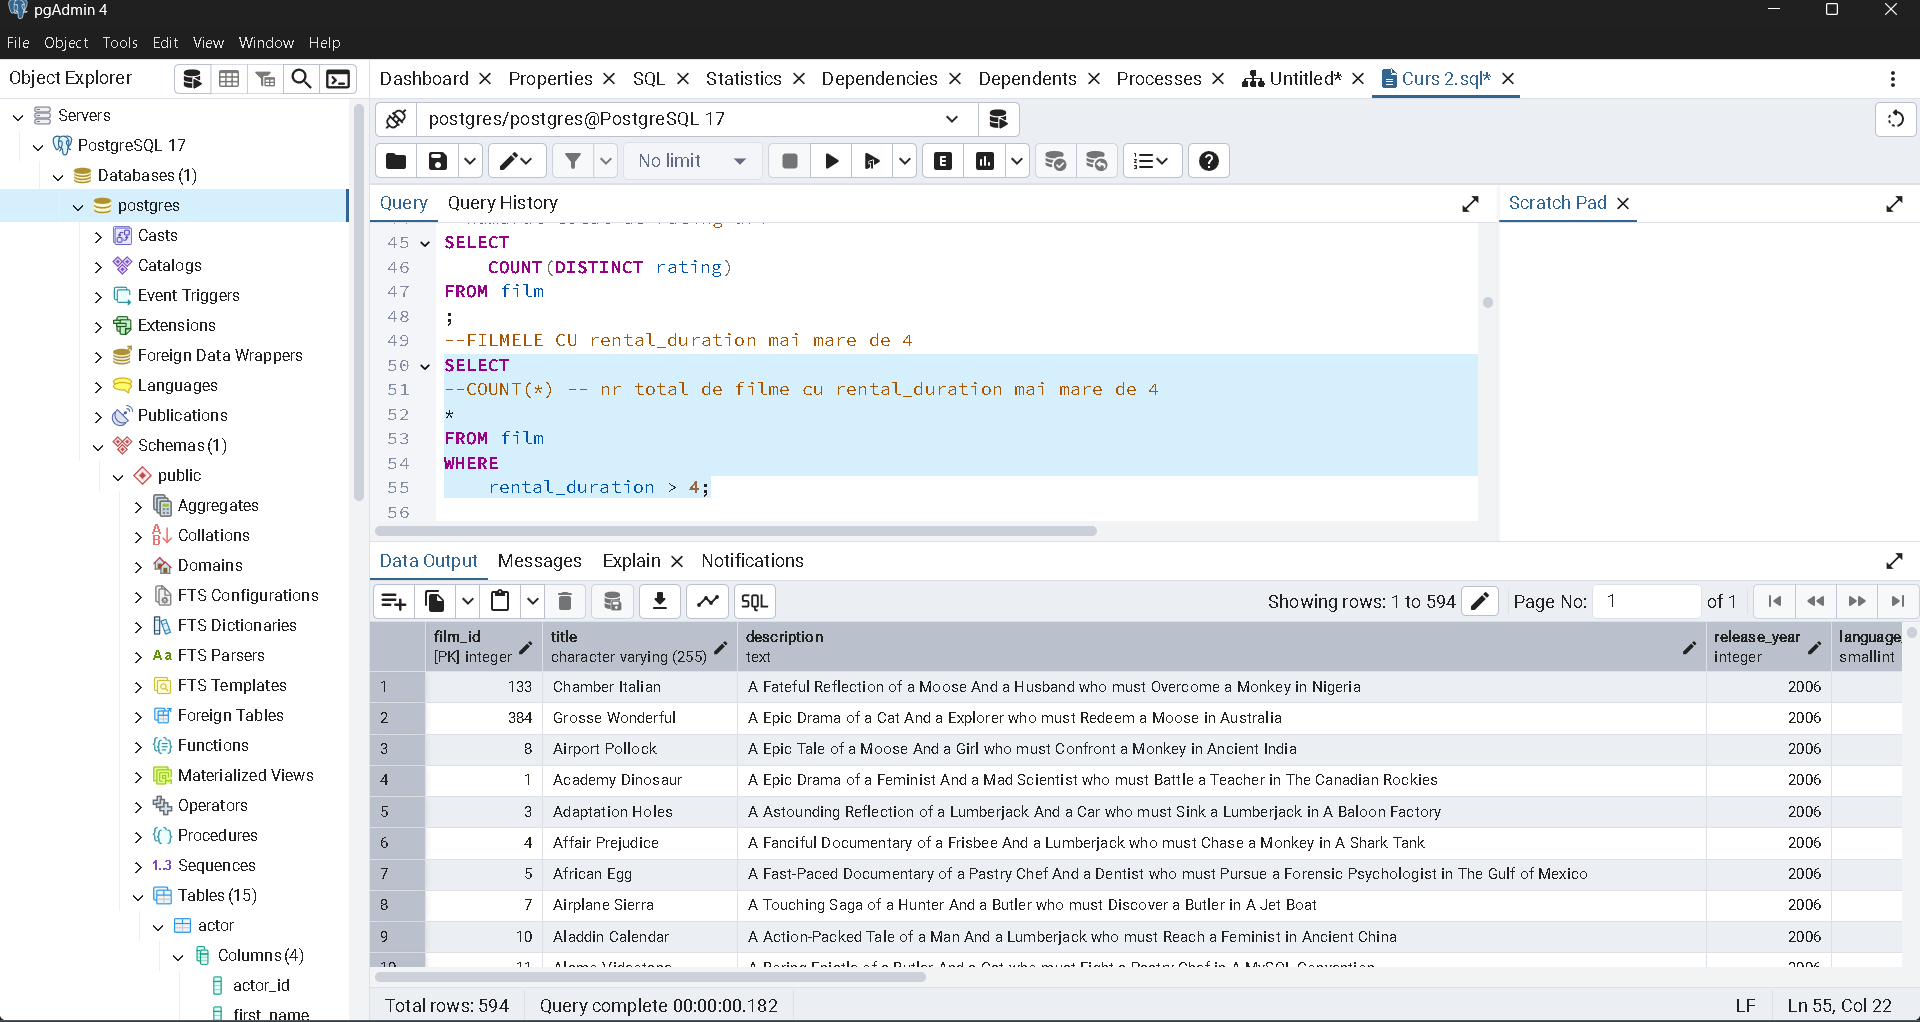 pgAdmin 4
File Object Tools Edit View Window Help
Object Explorer
Dashboard Properties SQL Statistics Dependencies Dependents Processes Untitled* Curs 2.sql*
Servers
PostgreSQL 17
Databases (1)
postgres
Casts
Catalogs
Event Triggers
Extensions
Foreign Data Wrappers
Languages
Publications
Schemas (1)
public
Aggregates
Collations
Domains
FTS Configurations
FTS Dictionaries
FTS Parsers
FTS Templates
Foreign Tables
Functions
Materialized Views
Operators
Procedures
1.3 Sequences
Tables (15)
actor
Columns (4)
actor_id
first_name
postgres/postgres@PostgreSQL 17
No limit
Query Query History
Scratch Pad
45 SELECT
46 COUNT(DISTINCT rating)
47 FROM film
48 ;
49 --FILMELE CU rental_duration mai mare de 4
50 SELECT
51 --COUNT(*) -- nr total de filme cu rental_duration mai mare de 4
52 *
53 FROM film
54 WHERE
55 rental_duration > 4;
56
Data Output Messages Explain Notifications
SQL Showing rows: 1 to 594 Page No: 1 of 1
film_id title description release_year language
[PK] integer character varying (255) text integer smallint
1 133 Chamber Italian A Fateful Reflection of a Moose And a Husband who must Overcome a Monkey in Nigeria 2006
2 384 Grosse Wonderful A Epic Drama of a Cat And a Explorer who must Redeem a Moose in Australia 2006
3 8 Airport Pollock A Epic Tale of a Moose And a Girl who must Confront a Monkey in Ancient India 2006
4 1 Academy Dinosaur A Epic Drama of a Feminist And a Mad Scientist who must Battle a Teacher in The Canadian Rockies 2006
5 3 Adaptation Holes A Astounding Reflection of a Lumberjack And a Car who must Sink a Lumberjack in A Baloon Factory 2006
6 4 Affair Prejudice A Fanciful Documentary of a Frisbee And a Lumberjack who must Chase a Monkey in A Shark Tank 2006
7 5 African Egg A Fast-Paced Documentary of a Pastry Chef And a Dentist who must Pursue a Forensic Psychologist in The Gulf of Mexico 2006
8 7 Airplane Sierra A Touching Saga of a Hunter And a Butler who must Discover a Butler in A Jet Boat 2006
9 10 Aladdin Calendar A Action-Packed Tale of a Man And a Lumberjack who must Reach a Feminist in Ancient China 2006
Total rows: 594 Query complete 00:00:00.182 LF Ln 55, Col 22